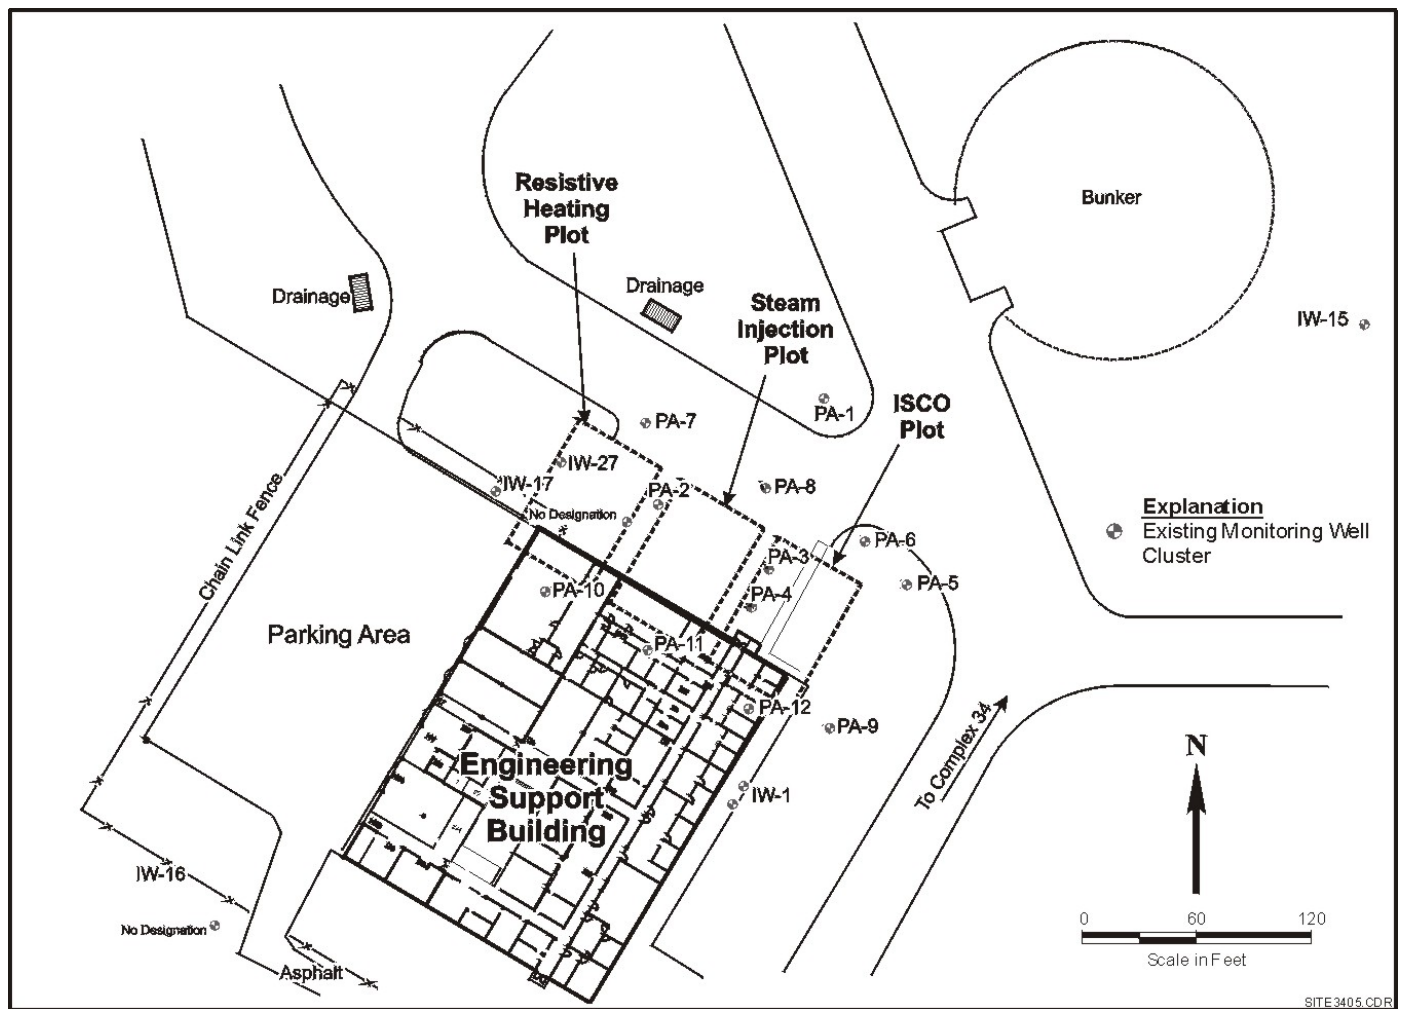 Bunker
Resistive
Heating
Plot
Drainage
Drainage
Steam
Injection
Plot
IW-15
PA-1
ISCO
Plot
PA-7
IW-27
IW-17
PA-2
PA-8
No Designation
Explanation
Existing Monitoring Well
Cluster
PA-6
PA-3
PA-5
PA-4
PA-10
Chain Link Fence
Parking Area
PA-11
PA-12
PA-9
To Complex 34
N
Engineering
Support
Building
IW-1
IW-16
No Designation
Asphalt
0 60 120
Scale in Feet
SITE3405.CDR